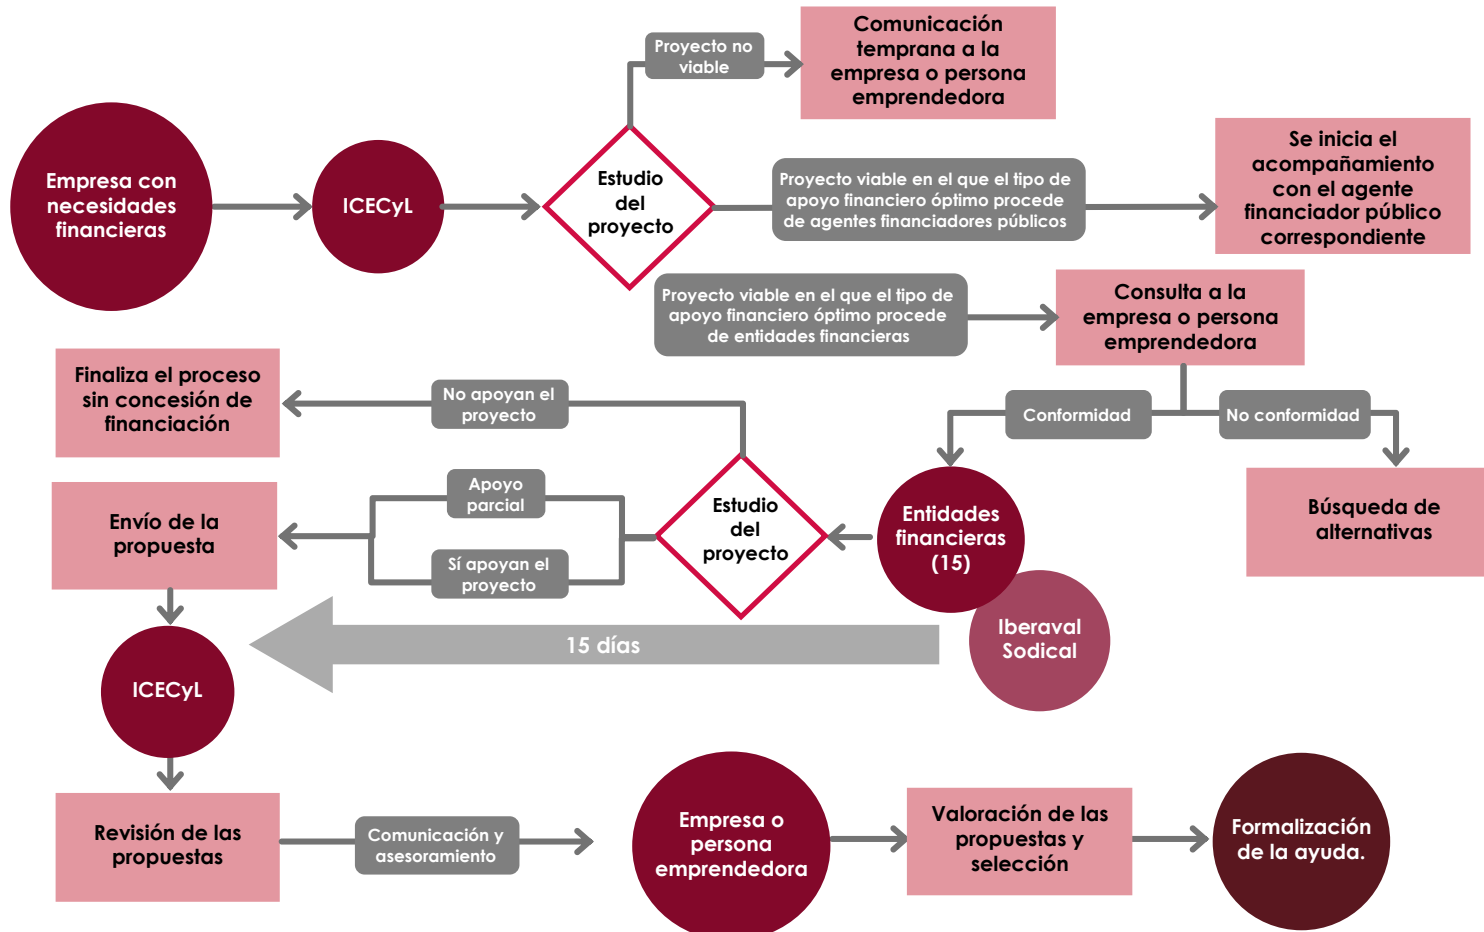 Empresa con
necesidades
financieras
ICECyL
Estudio
del
proyecto
Proyecto no
viable
Comunicación
temprana a la
empresa o persona
emprendedora
Proyecto viable en el que el tipo de
apoyo financiero óptimo procede
de agentes financiadores públicos
Se inicia el
acompañamiento
con el agente
financiador público
correspondiente
Proyecto viable en el que el tipo de
apoyo financiero óptimo procede
de entidades financieras
Consulta a la
empresa o persona
emprendedora
Conformidad
No conformidad
Búsqueda de
alternativas
Entidades
financieras
(15)
Iberaval
Sodical
Estudio
del
proyecto
No apoyan el
proyecto
Finaliza el proceso
sin concesión de
financiación
Apoyo
parcial
Sí apoyan el
proyecto
Envío de la
propuesta
15 días
ICECyL
Revisión de las
propuestas
Comunicación y
asesoramiento
Empresa o
persona
emprendedora
Valoración de las
propuestas y
selección
Formalización
de la ayuda.